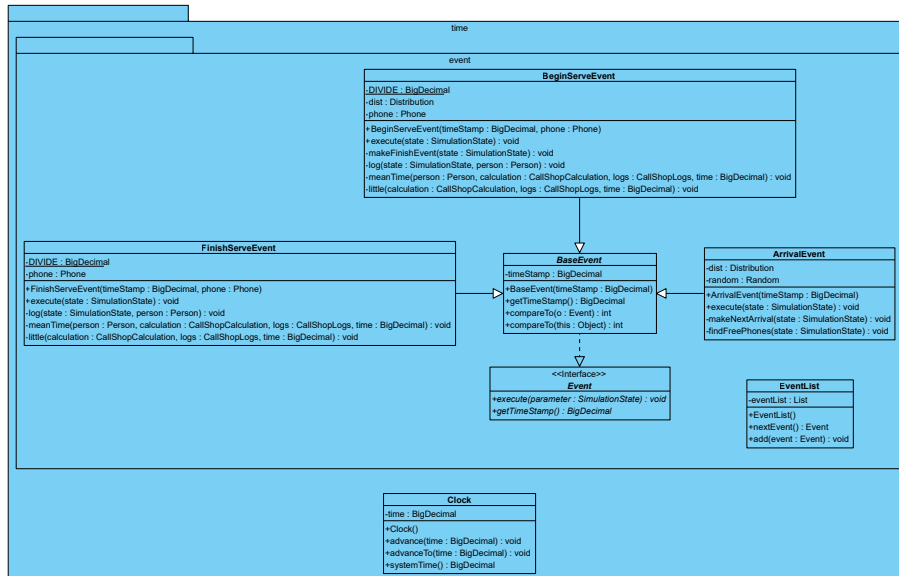 time
event
BeginServeEvent
-DIVIDE : BigDecimal
-dist : Distribution
-phone : Phone
+BeginServeEvent(timeStamp : BigDecimal, phone : Phone)
+execute(state : SimulationState) : void
-makeFinishEvent(state : SimulationState) : void
-log(state : SimulationState, person : Person) : void
-meanTime(person : Person, calculation : CallShopCalculation, logs : CallShopLogs, time : BigDecimal) : void
-little(calculation : CallShopCalculation, logs : CallShopLogs, time : BigDecimal) : void
FinishServeEvent
-DIVIDE : BigDecimal
-phone : Phone
+FinishServeEvent(timeStamp : BigDecimal, phone : Phone)
+execute(state : SimulationState) : void
-log(state : SimulationState, person : Person) : void
-meanTime(person : Person, calculation : CallShopCalculation, logs : CallShopLogs, time : BigDecimal) : void
-little(calculation : CallShopCalculation, logs : CallShopLogs, time : BigDecimal) : void
BaseEvent
-timeStamp : BigDecimal
+BaseEvent(timeStamp : BigDecimal)
+getTimeStamp() : BigDecimal
+compareTo(o : Event) : int
+compareTo(this : Object) : int
ArrivalEvent
-dist : Distribution
-random : Random
+ArrivalEvent(timeStamp : BigDecimal)
+execute(state : SimulationState) : void
-makeNextArrival(state : SimulationState) : void
-findFreePhones(state : SimulationState) : void
<<Interface>>
Event
+execute(parameter : SimulationState) : void
+getTimeStamp() : BigDecimal
EventList
-eventList : List
+EventList()
+nextEvent() : Event
+add(event : Event) : void
Clock
-time : BigDecimal
+Clock()
+advance(time : BigDecimal) : void
+advanceTo(time : BigDecimal) : void
+systemTime() : BigDecimal